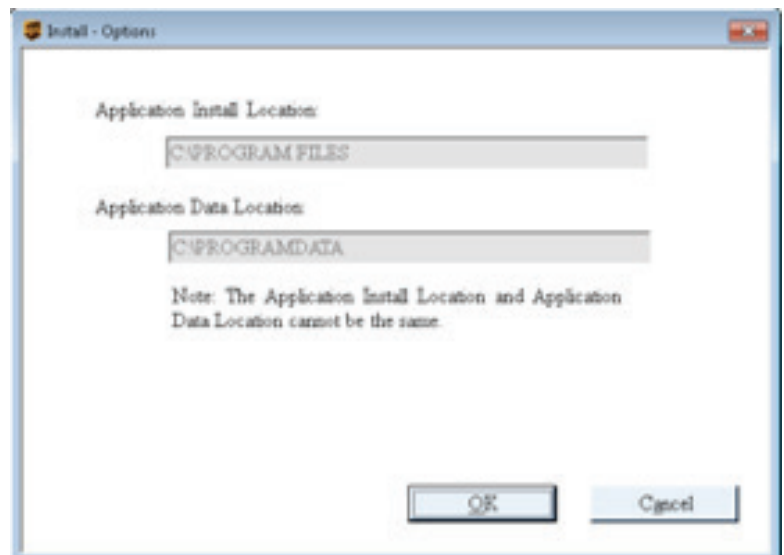 Install - Options
Application Install Location:
C:\PROGRAM FILES
Application Data Location:
C:\PROGRAMDATA
Note: The Application Install Location and Application
Data Location cannot be the same.
OK
Cancel